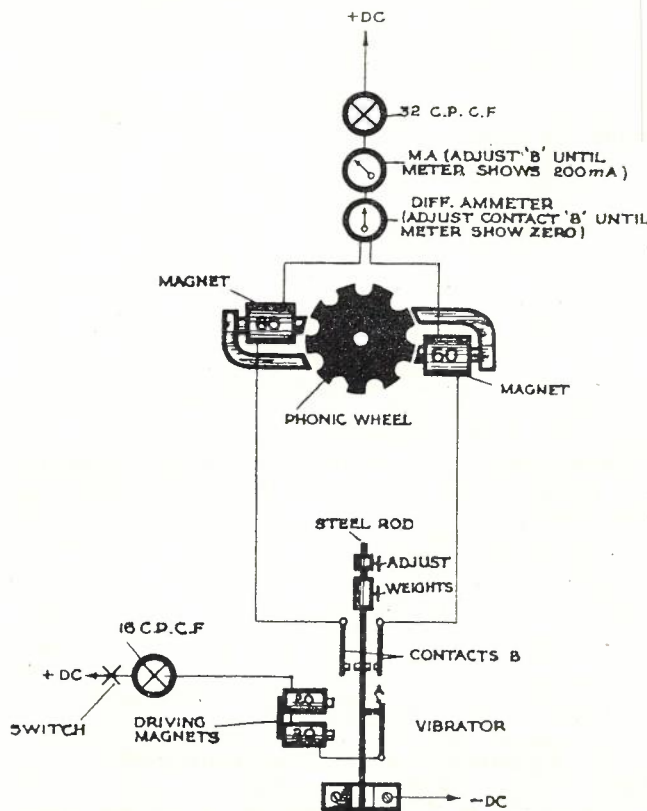 +DC
32 C.P.C.F
M.A (ADJUST 'B' UNTIL
METER SHOWS 200mA)
DIFF. AMMETER
(ADJUST CONTACT 'B' UNTIL
METER SHOW ZERO)
MAGNET
60
60
MAGNET
PHONIC WHEEL
STEEL ROD
ADJUST
WEIGHTS
16 C.P.C.F
CONTACTS B
+DC
SWITCH
DRIVING
MAGNETS
20
20
A
VIBRATOR
-DC